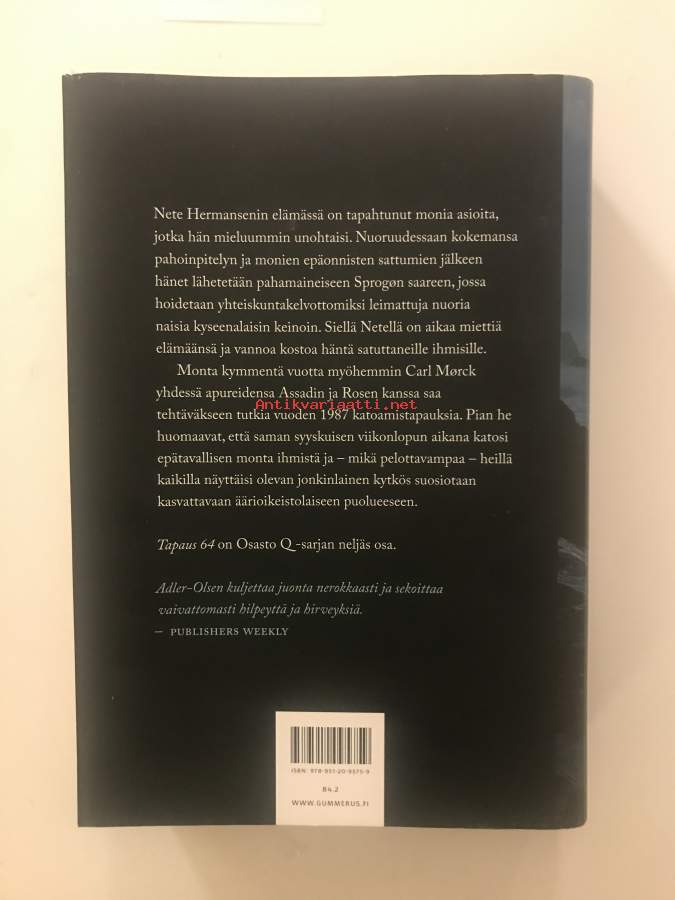 Nete Hermansenin elämässä on tapahtunut monia asioita,
jotka hän mieluummin unohtaisi. Nuoruudessaan kokemansa
pahoinpitelyn ja monien epäonnisten sattumien jälkeen
hänet lähetetään pahamaineiseen Sprogøn saareen, jossa
hoidetaan yhteiskuntakelvottomiksi leimattuja nuoria
naisia kyseenalaisin keinoin. Siellä Netellä on aikaa miettiä
elämäänsä ja vannoa kostoa häntä satuttaneille ihmisille.
Monta kymmentä vuotta myöhemmin Carl Mørck
yhdessä apureidensa Assadin ja Rosen kanssa saa
Antikvariaatti.net
tehtäväkseen tutkia vuoden 1987 katoamistapauksia. Pian he
huomaavat, että saman syyskuisen viikonlopun aikana katosi
epätavallisen monta ihmistä ja – mikä pelottavampaa – heillä
kaikilla näyttäisi olevan jonkinlainen kytkös suosiotaan
kasvattavaan äärioikeistolaiseen puolueeseen.
Tapaus 64 on Osasto Q -sarjan neljäs osa.
Adler-Olsen kuljettaa juonta nerokkaasti ja sekoittaa
vaivattomasti hilpeyttä ja hirveyksiä.
– PUBLISHERS WEEKLY
ISBN: 978-951-20-9375-9
84.2
WWW.GUMMERUS.FI